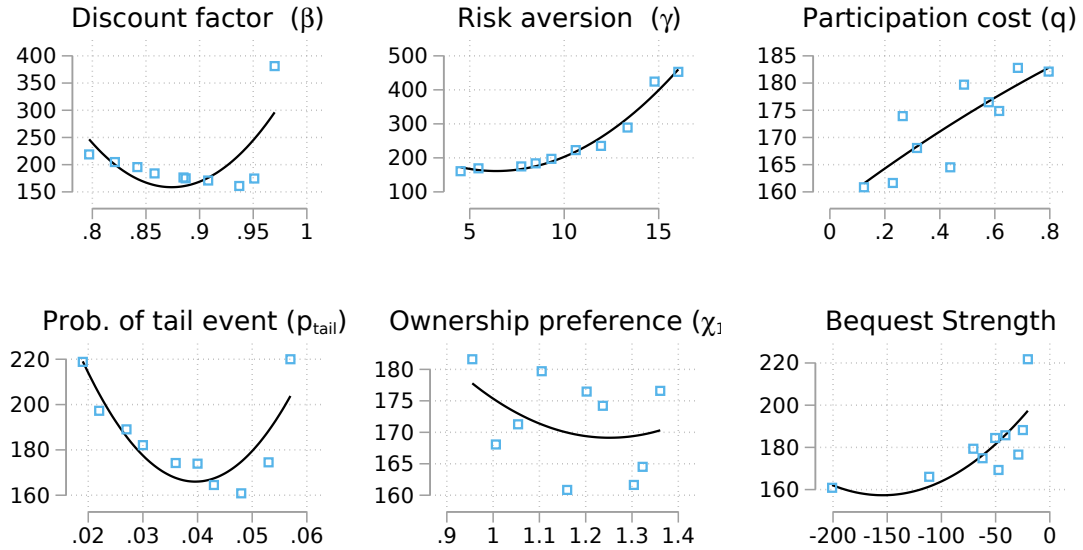 Discount factor (β)
400
350
300
250
200
150
.8 .85 .9 .95 1
Risk aversion (γ)
500
400
300
200
100
5 10 15
Participation cost (q)
185
180
175
170
165
160
0 .2 .4 .6 .8
Prob. of tail event (p_tail)
220
200
180
160
.02 .03 .04 .05 .06
Ownership preference (χ₁
180
175
170
165
160
.9 1 1.1 1.2 1.3 1.4
Bequest Strength
220
200
180
160
-200 -150 -100 -50 0